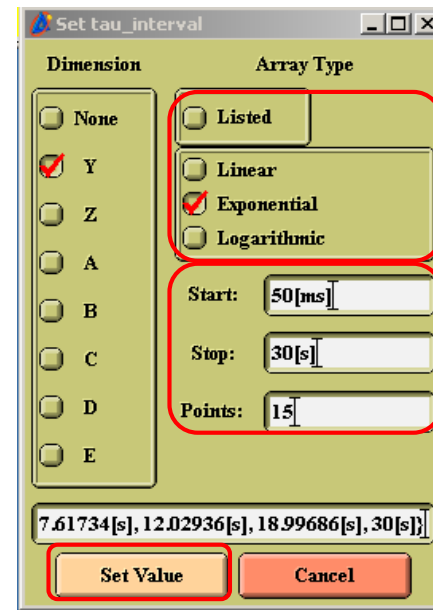 Set tau_interval
Dimension Array Type
None
Y
Z
A
B
C
D
E
Listed
Linear
Exponential
Logarithmic
Start: 50[ms]
Stop: 30[s]
Points: 15
7.61734[s], 12.02936[s], 18.99686[s], 30[s]}
Set Value Cancel